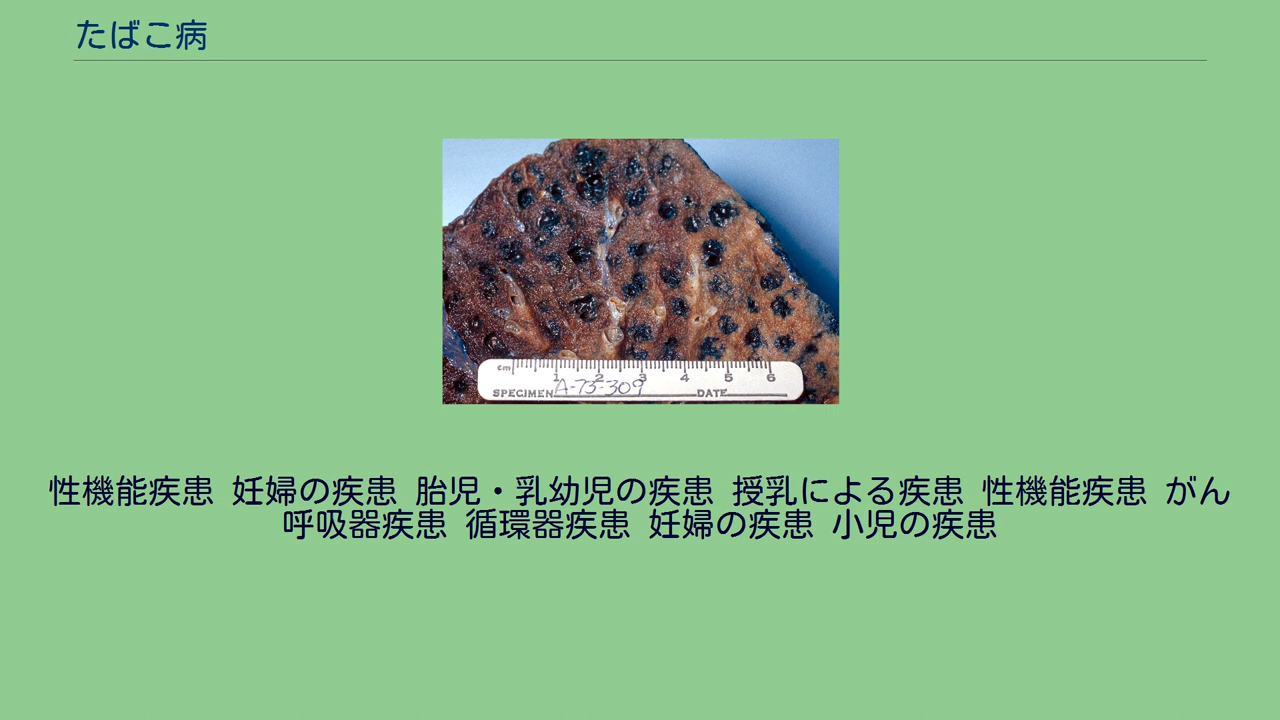 たばこ病
cm 1 2 3 4 5 6
SPECIMEN A-73-309 DATE
性機能疾患 妊婦の疾患 胎児・乳幼児の疾患 授乳による疾患 性機能疾患 がん
呼吸器疾患 循環器疾患 妊婦の疾患 小児の疾患